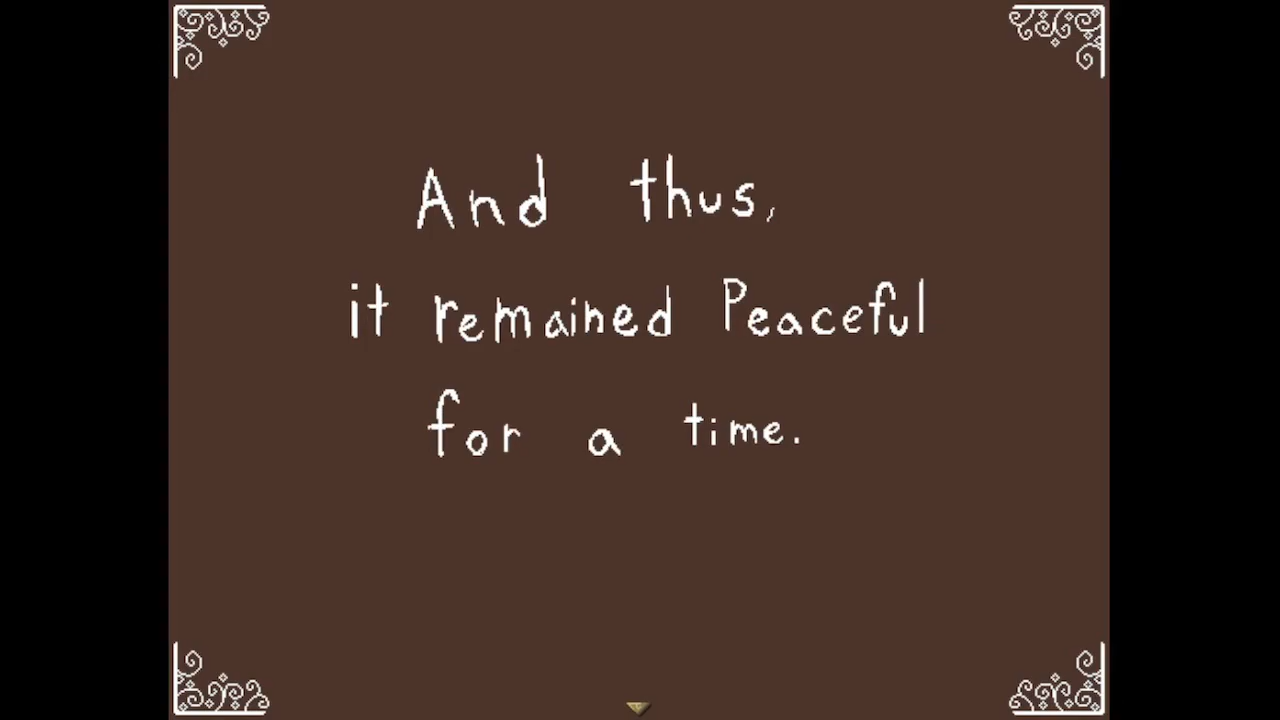 And thus,
it remained Peaceful
for a time.